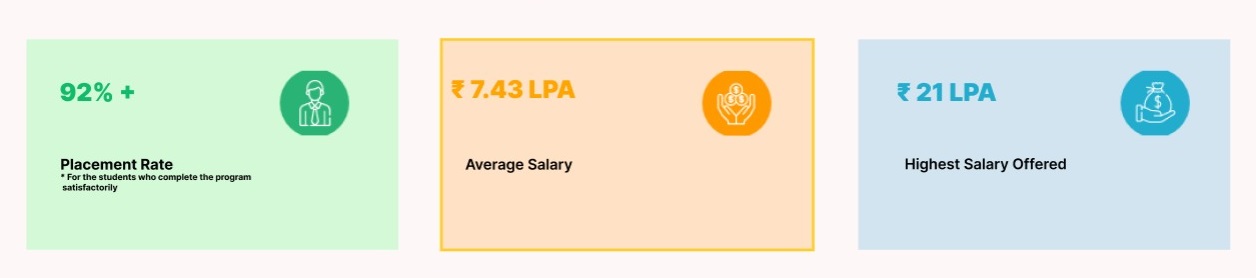 92% +
Placement Rate
* For the students who complete the program
satisfactorily
₹ 7.43 LPA
Average Salary
₹ 21 LPA
Highest Salary Offered